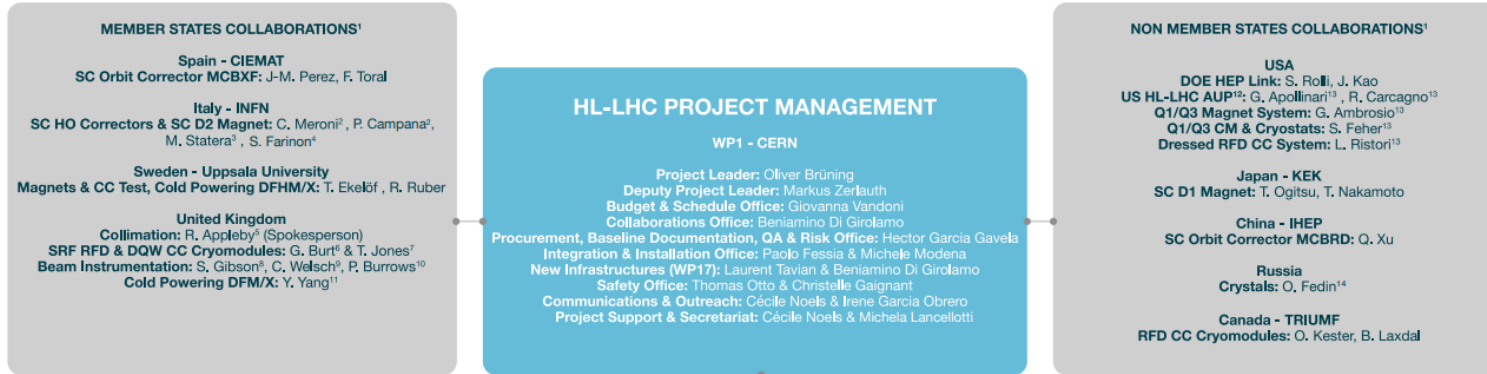 MEMBER STATES COLLABORATIONS¹
Spain - CIEMAT
SC Orbit Corrector MCBXF: J-M. Perez, F. Toral
Italy - INFN
SC HO Correctors & SC D2 Magnet: C. Meroni², P. Campana²,
M. Statera³ , S. Farinon⁴
Sweden - Uppsala University
Magnets & CC Test, Cold Powering DFHM/X: T. Ekelöf , R. Ruber
United Kingdom
Collimation: R. Appleby⁵ (Spokesperson)
SRF RFD & DQW CC Cryomodules: G. Burt⁶ & T. Jones⁷
Beam Instrumentation: S. Gibson⁸, C. Welsch⁹, P. Burrows¹⁰
Cold Powering DFM/X: Y. Yang¹¹
HL-LHC PROJECT MANAGEMENT
WP1 - CERN
Project Leader: Oliver Brüning
Deputy Project Leader: Markus Zerlauth
Budget & Schedule Office: Giovanna Vandoni
Collaborations Office: Beniamino Di Girolamo
Procurement, Baseline Documentation, QA & Risk Office: Hector Garcia Gavela
Integration & Installation Office: Paolo Fessia & Michele Modena
New Infrastructures (WP17): Laurent Tavian & Beniamino Di Girolamo
Safety Office: Thomas Otto & Christelle Gaignant
Communications & Outreach: Cécile Noels & Irene Garcia Obrero
Project Support & Secretariat: Cécile Noels & Michela Lancellotti
NON MEMBER STATES COLLABORATIONS¹
USA
DOE HEP Link: S. Rolli, J. Kao
US HL-LHC AUP¹²: G. Apollinari¹³ , R. Carcagno¹³
Q1/Q3 Magnet System: G. Ambrosio¹³
Q1/Q3 CM & Cryostats: S. Feher¹³
Dressed RFD CC System: L. Ristori¹³
Japan - KEK
SC D1 Magnet: T. Ogitsu, T. Nakamoto
China - IHEP
SC Orbit Corrector MCBRD: Q. Xu
Russia
Crystals: O. Fedin¹⁴
Canada - TRIUMF
RFD CC Cryomodules: O. Kester, B. Laxdal